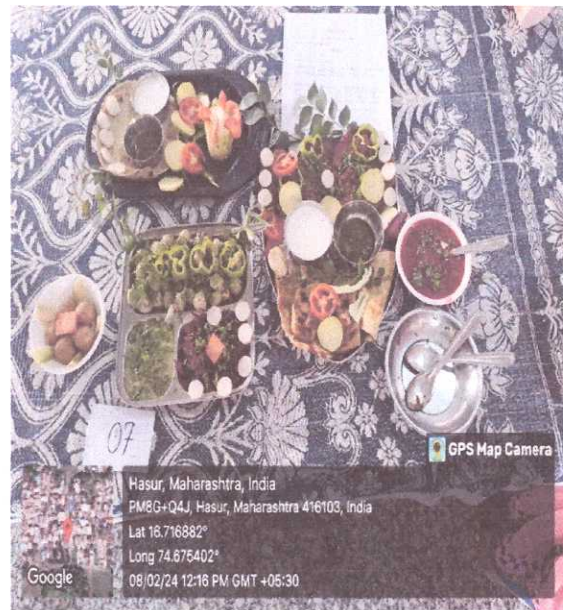 07
GPS Map Camera
Hasur, Maharashtra, India
PM8G+Q4J, Hasur, Maharashtra 416103, India
Lat 16.716882°
Long 74.675402°
08/02/24 12:16 PM GMT +05:30
Google